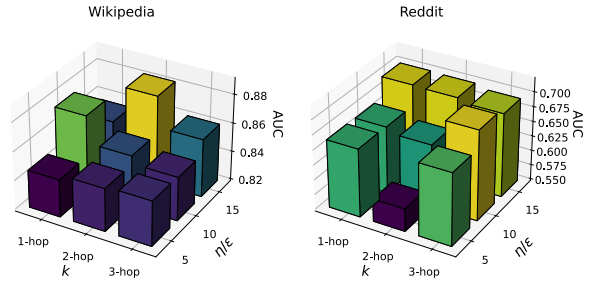 Wikipedia
0.88
0.86
0.84
0.82
AUC
15
10
5
η/ε
1-hop
2-hop
3-hop
k
Reddit
0.700
0.675
0.650
0.625
0.600
0.575
0.550
AUC
15
10
5
η/ε
1-hop
2-hop
3-hop
k